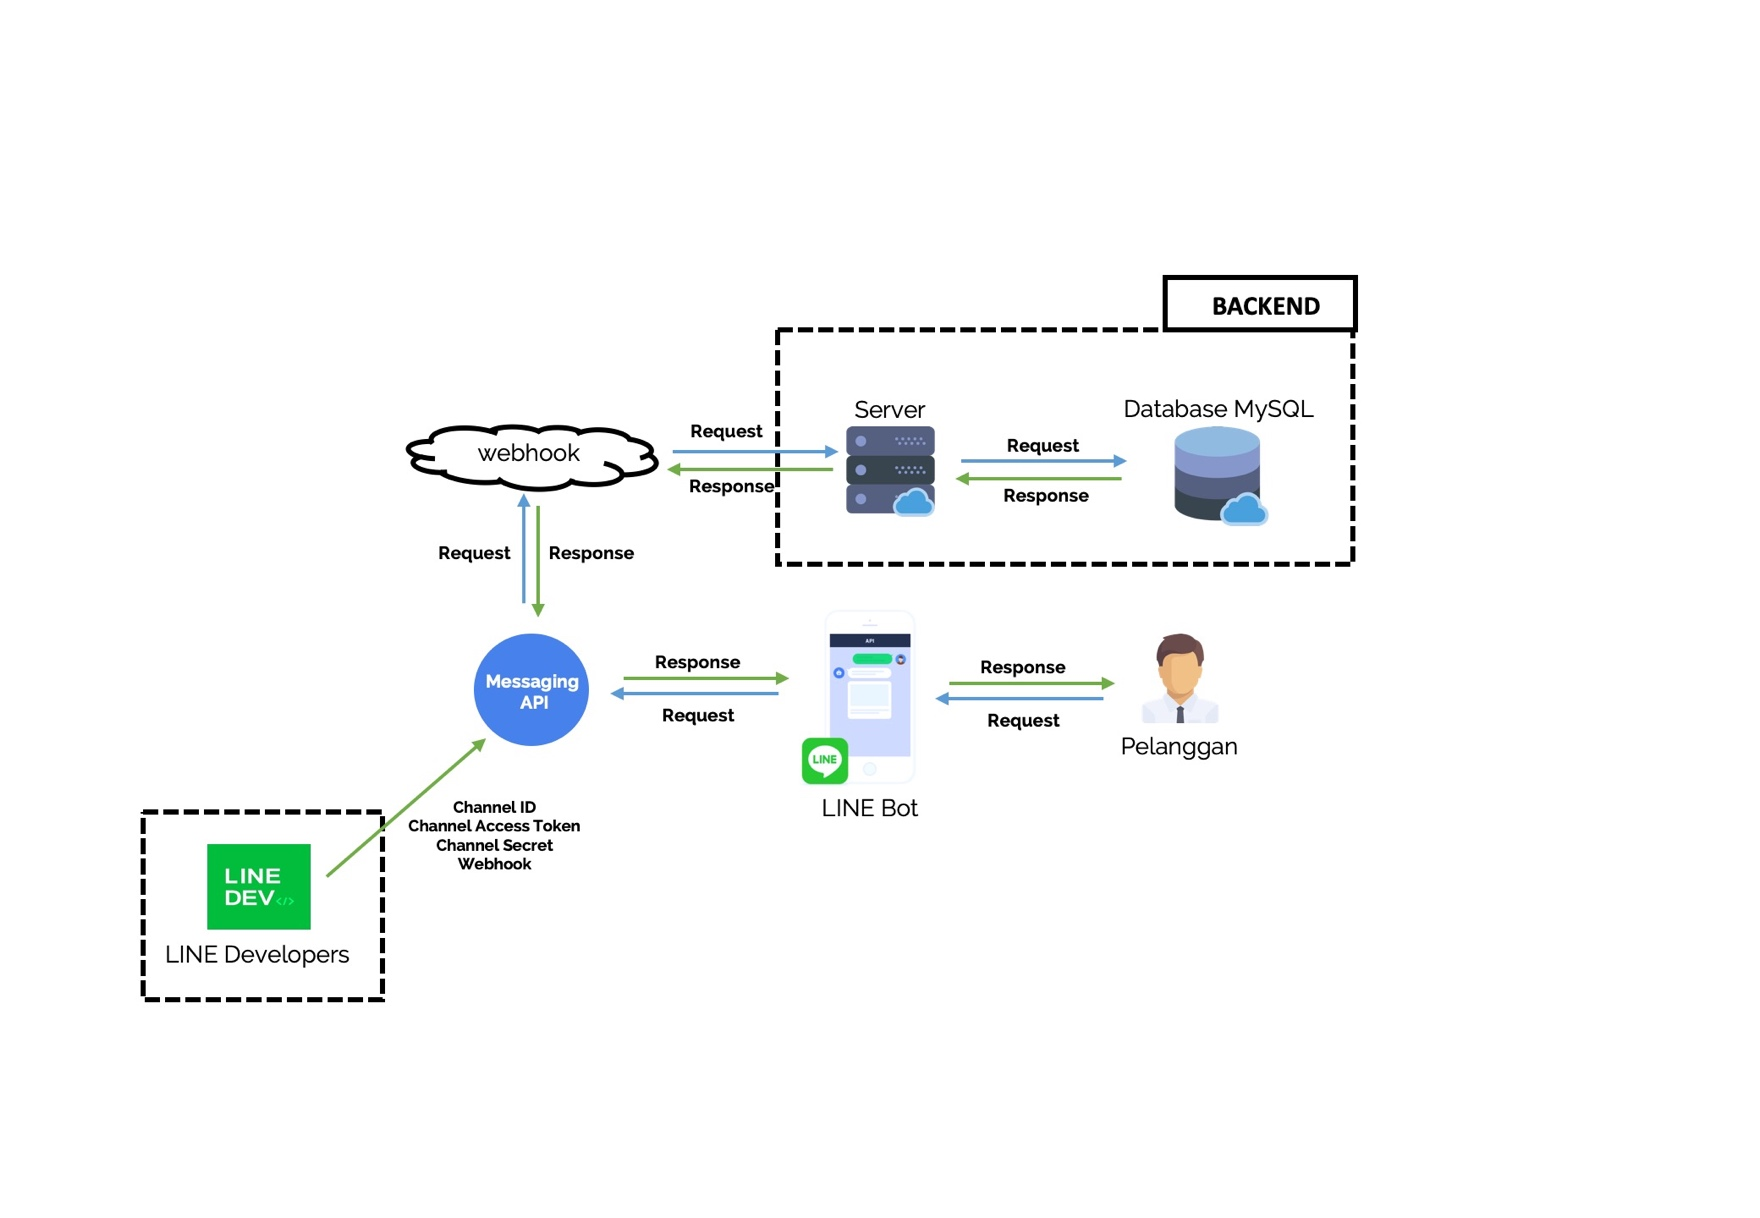 BACKEND
Server
Database MySQL
webhook
Request
Response
Request
Response
Request
Response
Messaging
API
Response
Request
API
LINE
LINE Bot
Response
Request
Pelanggan
Channel ID
Channel Access Token
Channel Secret
Webhook
LINE
DEV</>
LINE Developers